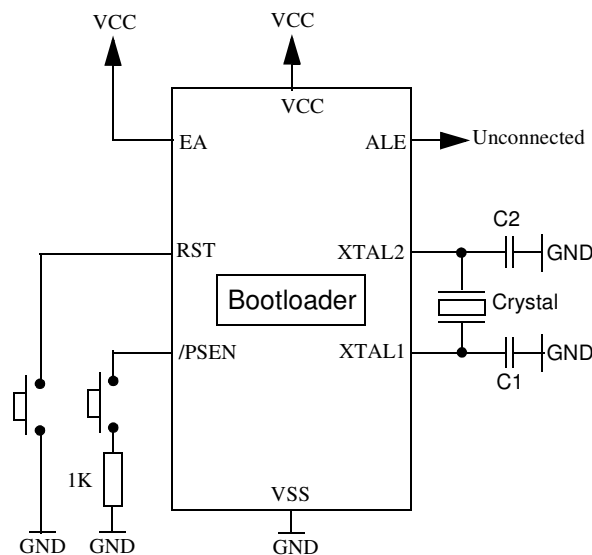 VCC
VCC
VCC
EA
ALE
Unconnected
C2
RST
XTAL2
GND
Bootloader
Crystal
/PSEN
XTAL1
GND
C1
1K
VSS
GND
GND
GND